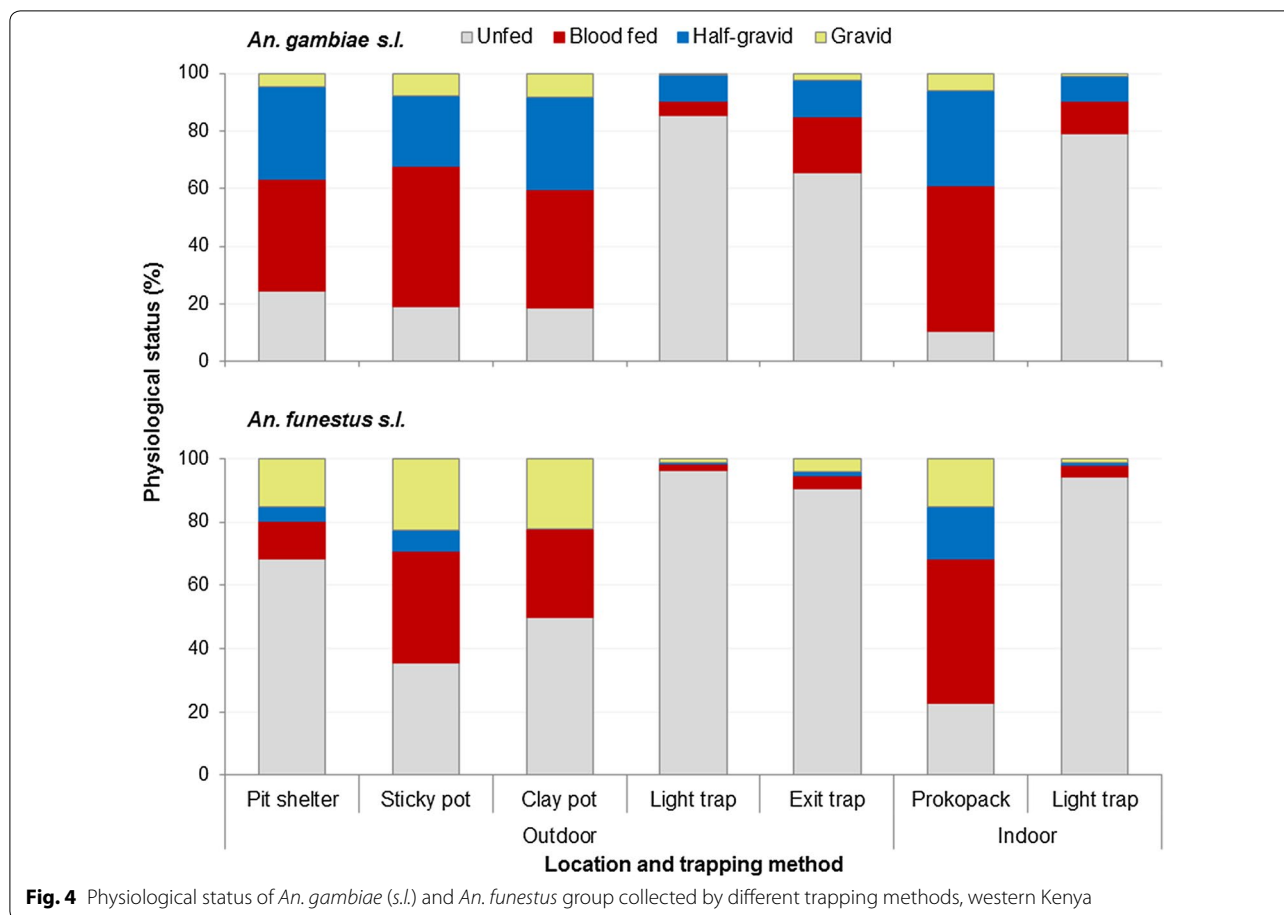 An. gambiae s.l.
Unfed Blood fed Half-gravid Gravid
100
80
60
40
20
0
Physiological status (%)
An. funestus s.l.
100
80
60
40
20
0
Pit shelter Sticky pot Clay pot Light trap Exit trap Prokopack Light trap
Outdoor Indoor
Location and trapping method
Fig. 4 Physiological status of An. gambiae (s.l.) and An. funestus group collected by different trapping methods, western Kenya